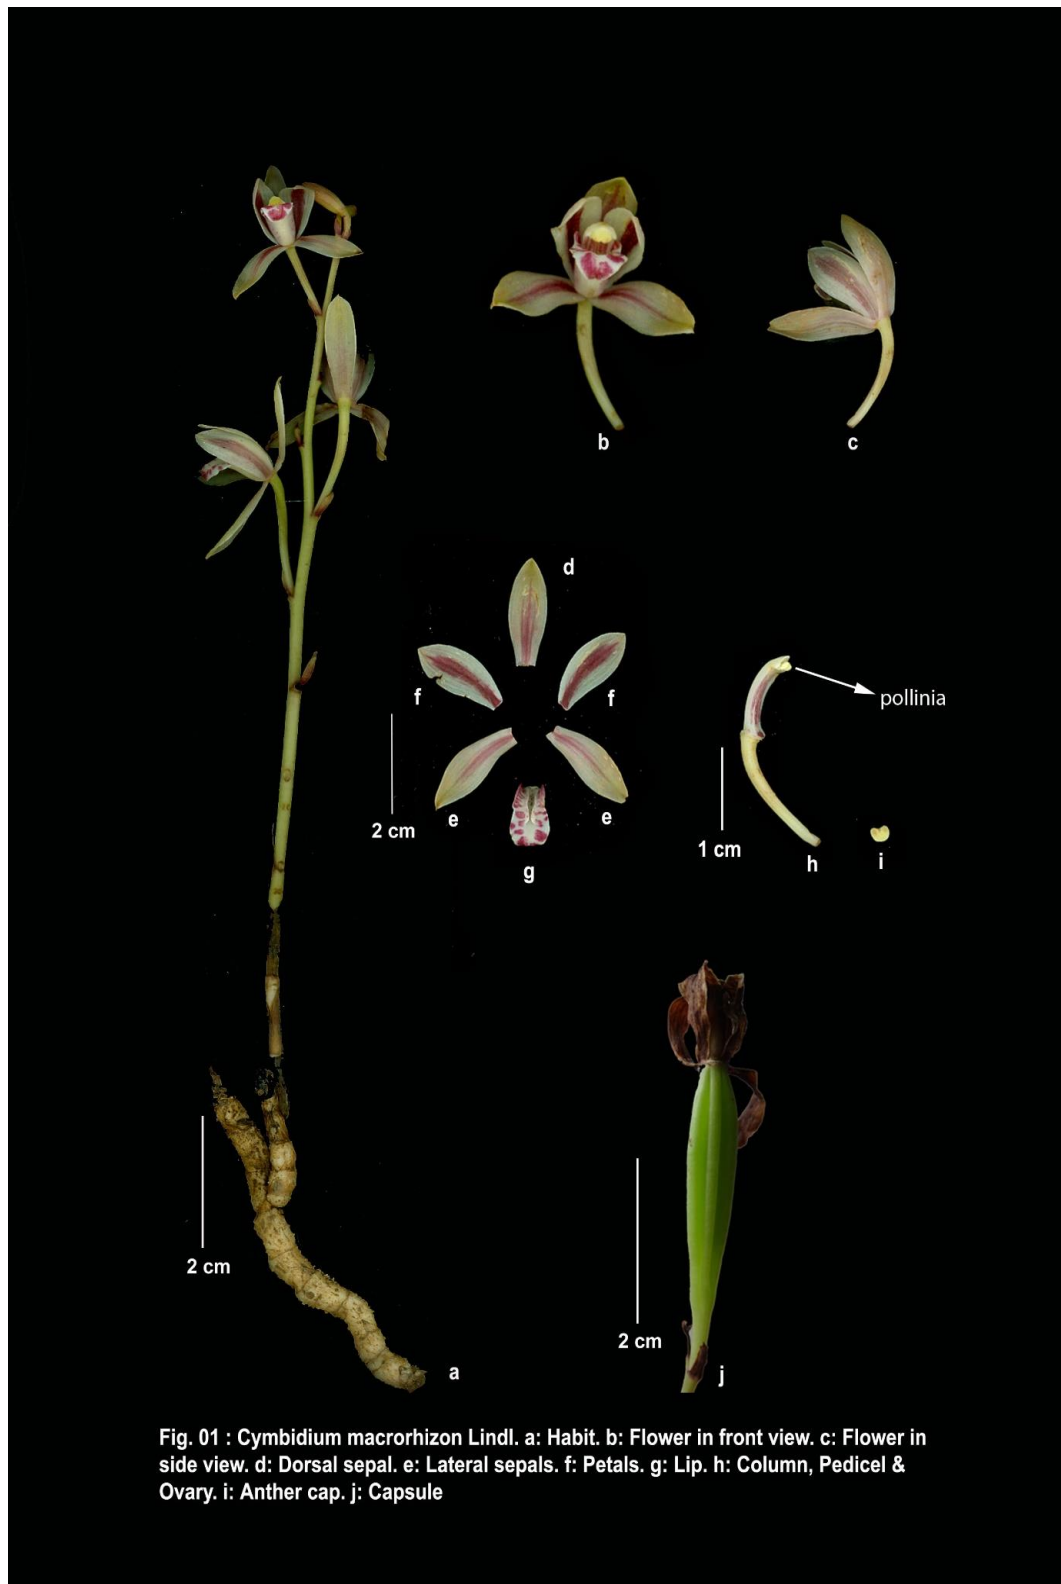 b
c
d
f
f
pollinia
2 cm
e
e
1 cm
h
i
g
2 cm
2 cm
a
j
Fig. 01 : Cymbidium macrorhizon Lindl. a: Habit. b: Flower in front view. c: Flower in
side view. d: Dorsal sepal. e: Lateral sepals. f: Petals. g: Lip. h: Column, Pedicel &
Ovary. i: Anther cap. j: Capsule